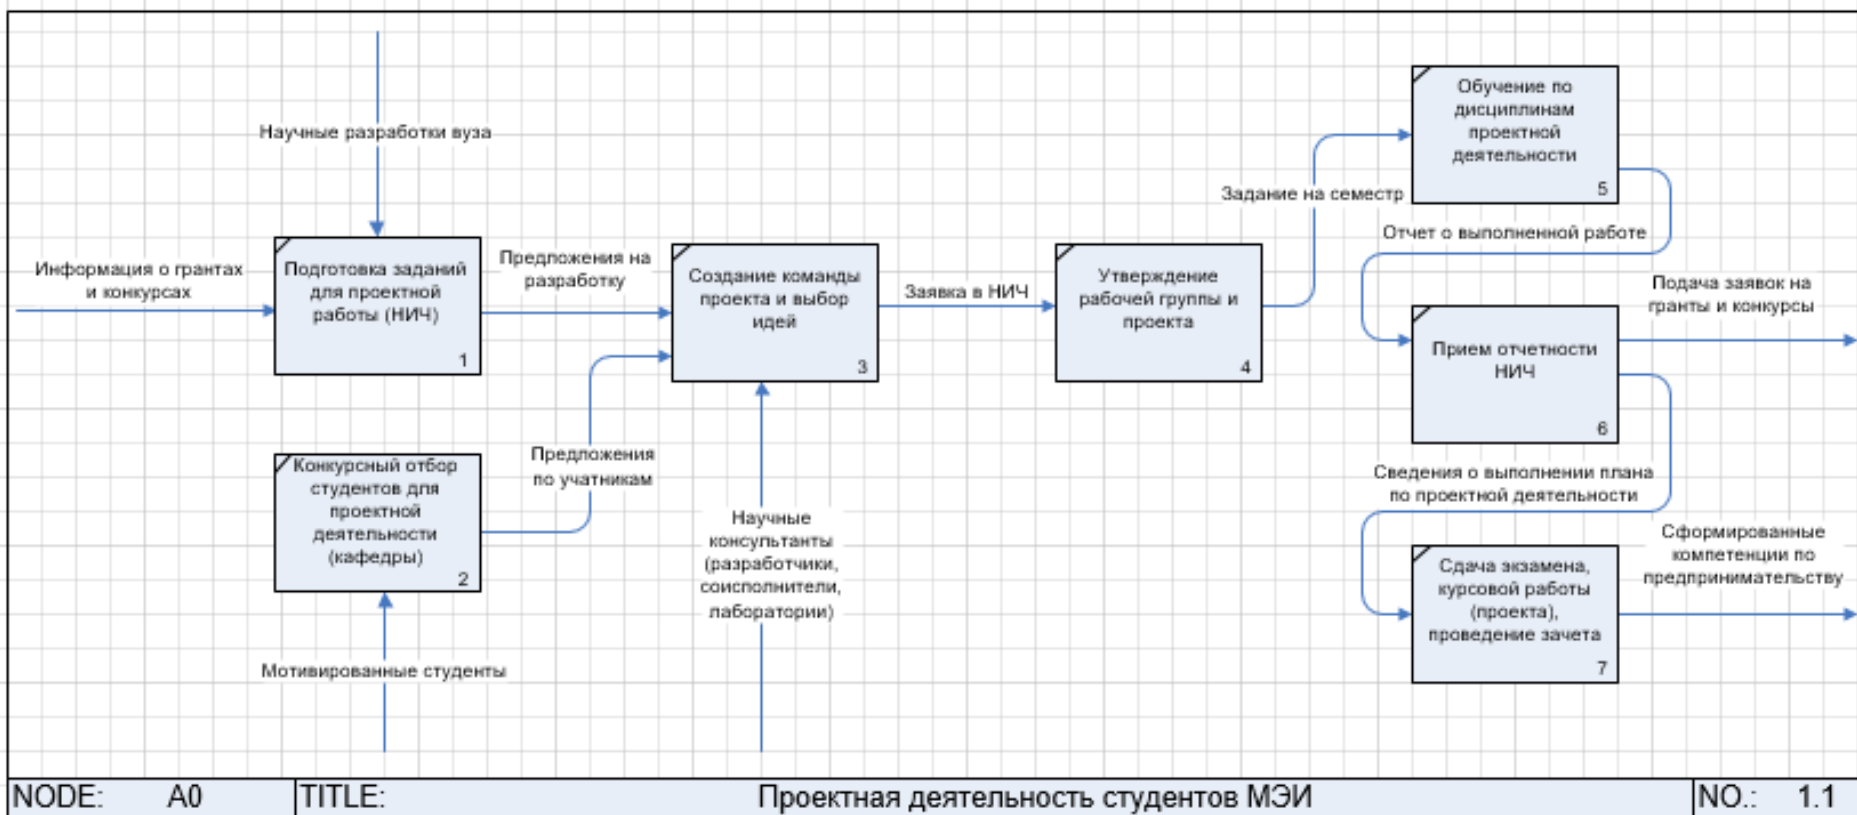 Научные разработки вуза
Информация о грантах
и конкурсах
Подготовка заданий
для проектной
работы (НИЧ)
1
Предложения на
разработку
Конкурсный отбор
студентов для
проектной
деятельности
(кафедры)
2
Мотивированные студенты
Предложения
по учатникам
Создание команды
проекта и выбор
идей
3
Научные
консультанты
(разработчики,
соисполнители,
лаборатории)
Заявка в НИЧ
Утверждение
рабочей группы и
проекта
4
Задание на семестр
Обучение по
дисциплинам
проектной
деятельности
5
Отчет о выполненной работе
Прием отчетности
НИЧ
6
Подача заявок на
гранты и конкурсы
Сведения о выполнении плана
по проектной деятельности
Сдача экзамена,
курсовой работы
(проекта),
проведение зачета
7
Сформированные
компетенции по
предпринимательству
NODE: A0
TITLE: Проектная деятельность студентов МЭИ
NO.: 1.1